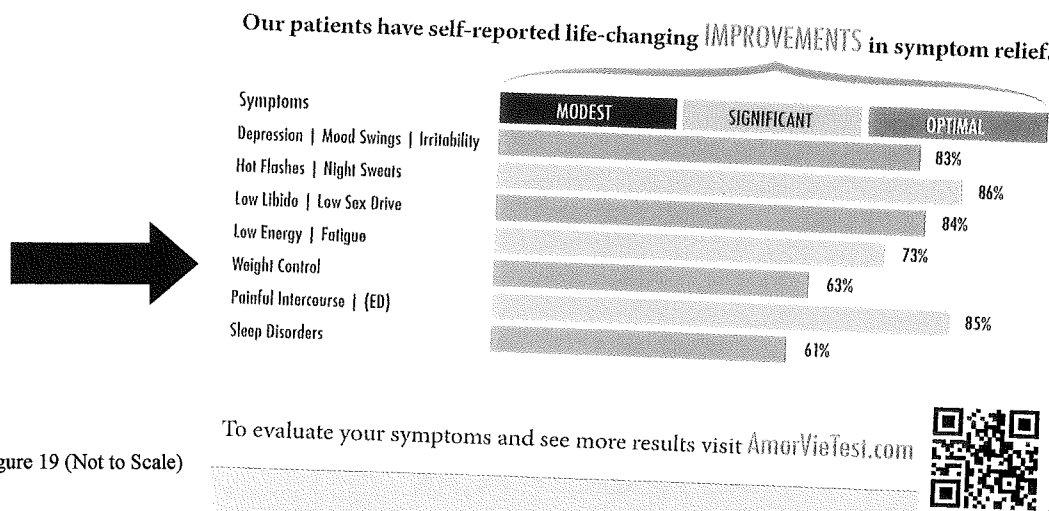 Our patients have self-reported life-changing IMPROVEMENTS in symptom relief.
Symptoms
MODEST SIGNIFICANT OPTIMAL
Depression | Mood Swings | Irritability 83%
Hot Flashes | Night Sweats 86%
Low Libido | Low Sex Drive 84%
Low Energy | Fatigue 73%
Weight Control 63%
Painful Intercourse | (ED) 85%
Sleep Disorders 61%
To evaluate your symptoms and see more results visit AmorVieTest.com
gure 19 (Not to Scale)